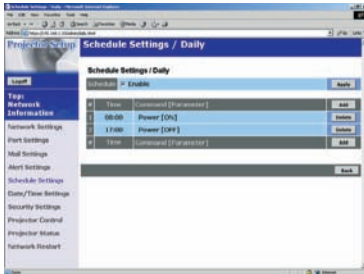 Projector Setup
Schedule Settings / Daily
Schedule Settings / Daily
Logoff
Schedule Enable
Apply
Top:
Network
Information
# Time Command [Parameter]
Add
Network Settings
1 08:00 Power [ON]
Delete
Port Settings
2 17:00 Power [OFF]
Delete
Mail Settings
# Time Command [Parameter]
Add
Alert Settings
Back
Schedule Settings
Date/Time Settings
Security Settings
Projector Control
Projector Status
Network Restart